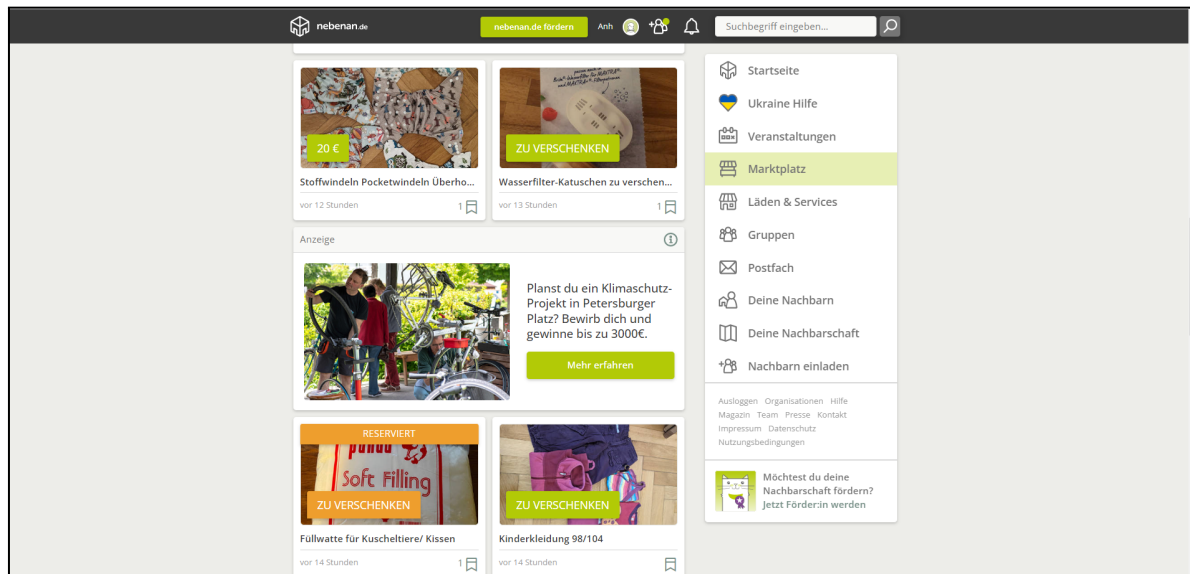 nebenan.de
nebenan.de fördern
Anh
Suchbegriff eingeben...
20 €
Stoffwindeln Pocketwindeln Überho...
vor 12 Stunden
1
ZU VERSCHENKEN
Wasserfilter-Katuschen zu verschen...
vor 13 Stunden
1
Anzeige
Planst du ein Klimaschutz-
Projekt in Petersburger
Platz? Bewirb dich und
gewinne bis zu 3000€.
Mehr erfahren
RESERVIERT
Soft Filling
ZU VERSCHENKEN
Füllwatte für Kuscheltiere/ Kissen
vor 14 Stunden
1
ZU VERSCHENKEN
Kinderkleidung 98/104
vor 14 Stunden
Startseite
Ukraine Hilfe
Veranstaltungen
Marktplatz
Läden & Services
Gruppen
Postfach
Deine Nachbarn
Deine Nachbarschaft
Nachbarn einladen
Ausloggen Organisationen Hilfe
Magazin Team Presse Kontakt
Impressum Datenschutz
Nutzungsbedingungen
Möchtest du deine
Nachbarschaft fördern?
Jetzt Förder:in werden